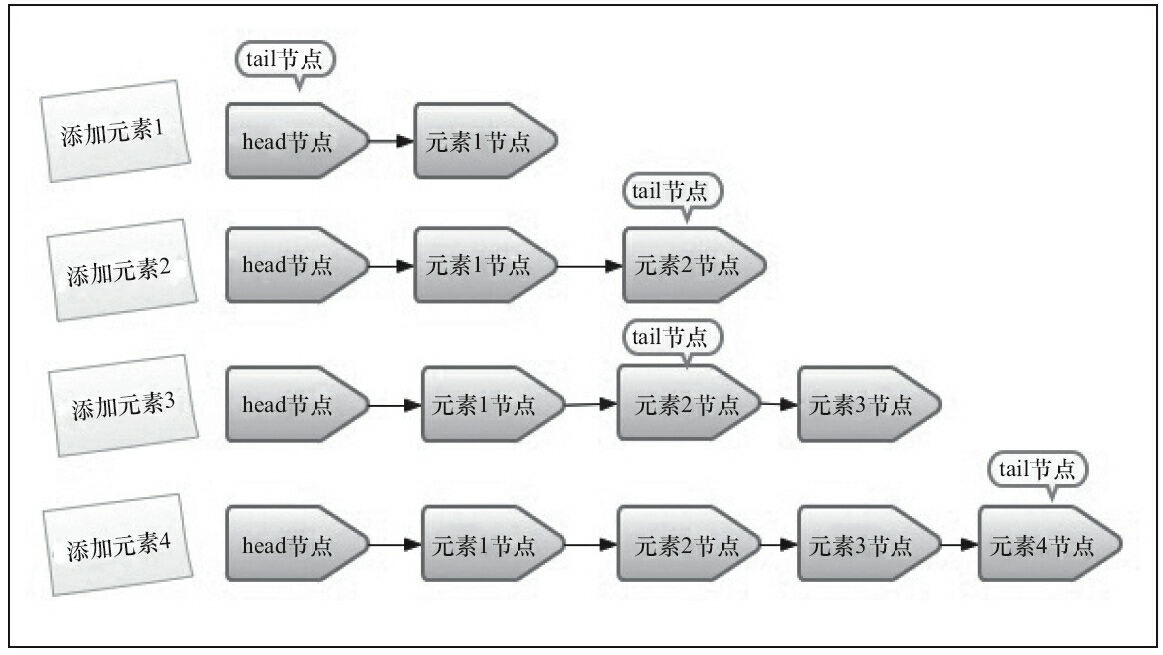 tail节点
添加元素1
head节点
元素1节点
tail节点
添加元素2
head节点
元素1节点
元素2节点
tail节点
添加元素3
head节点
元素1节点
元素2节点
元素3节点
tail节点
添加元素4
head节点
元素1节点
元素2节点
元素3节点
元素4节点